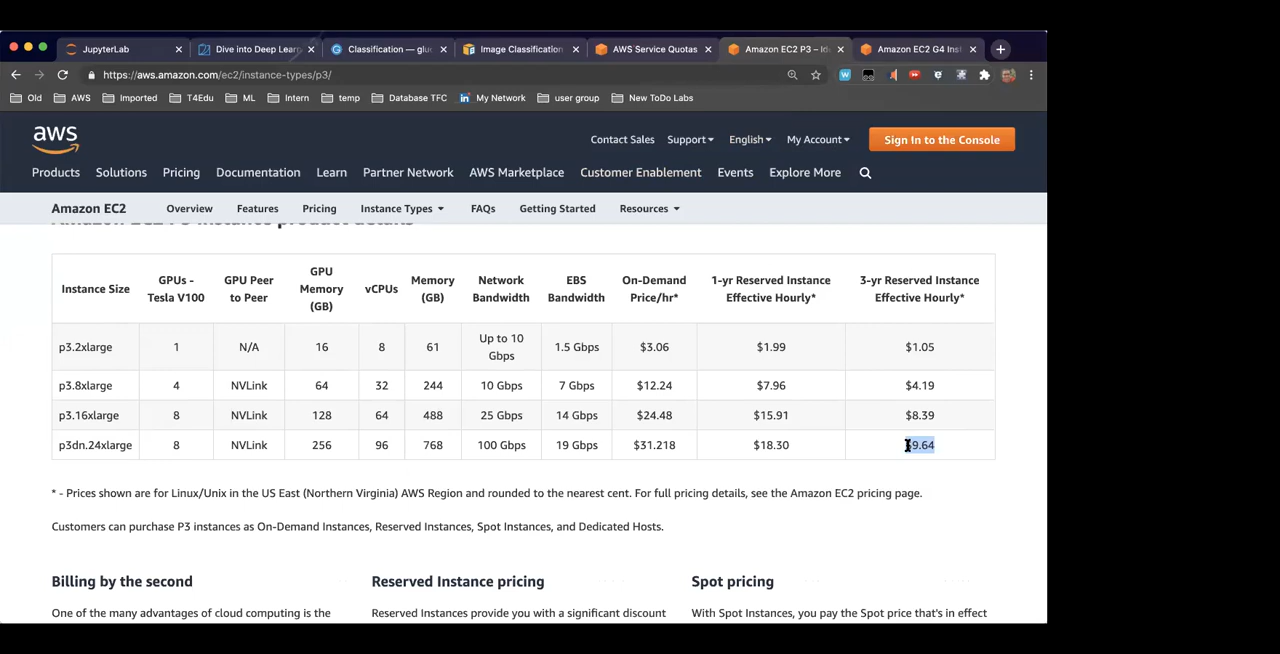 JupyterLab
Dive into Deep Learn
Classification — glu
Image Classification
AWS Service Quotas
Amazon EC2 P3 – Id
Amazon EC2 G4 Inst
https://aws.amazon.com/ec2/instance-types/p3/
Old
AWS
Imported
T4Edu
ML
Intern
temp
Database TFC
My Network
user group
New ToDo Labs
aws
Contact Sales
Support
English
My Account
Sign In to the Console
Products
Solutions
Pricing
Documentation
Learn
Partner Network
AWS Marketplace
Customer Enablement
Events
Explore More
Amazon EC2
Overview
Features
Pricing
Instance Types
FAQs
Getting Started
Resources
Amazon EC2 P3 instance product details
Instance Size
GPUs - Tesla V100
GPU Peer to Peer
GPU Memory (GB)
vCPUs
Memory (GB)
Network Bandwidth
EBS Bandwidth
On-Demand Price/hr*
1-yr Reserved Instance Effective Hourly*
3-yr Reserved Instance Effective Hourly*
p3.2xlarge 1 N/A 16 8 61 Up to 10 Gbps 1.5 Gbps $3.06 $1.99 $1.05
p3.8xlarge 4 NVLink 64 32 244 10 Gbps 7 Gbps $12.24 $7.96 $4.19
p3.16xlarge 8 NVLink 128 64 488 25 Gbps 14 Gbps $24.48 $15.91 $8.39
p3dn.24xlarge 8 NVLink 256 96 768 100 Gbps 19 Gbps $31.218 $18.30 $9.64
* - Prices shown are for Linux/Unix in the US East (Northern Virginia) AWS Region and rounded to the nearest cent. For full pricing details, see the Amazon EC2 pricing page.
Customers can purchase P3 instances as On-Demand Instances, Reserved Instances, Spot Instances, and Dedicated Hosts.
Billing by the second
One of the many advantages of cloud computing is the
Reserved Instance pricing
Reserved Instances provide you with a significant discount
Spot pricing
With Spot Instances, you pay the Spot price that's in effect